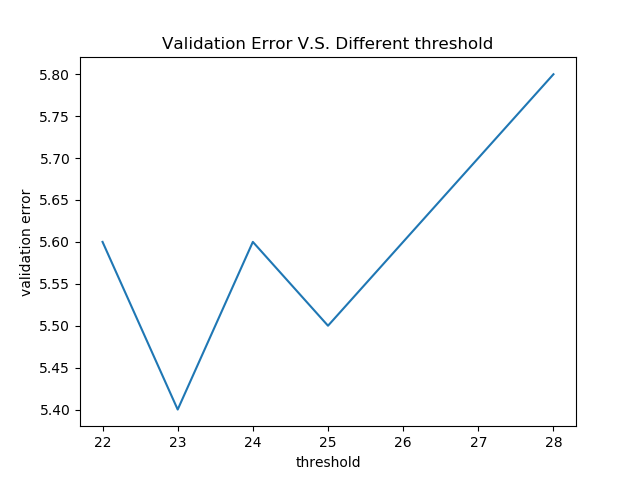 Validation Error V.S. Different threshold
5.80
5.75
5.70
5.65
5.60
5.55
5.50
5.45
5.40
validation error
22 23 24 25 26 27 28
threshold